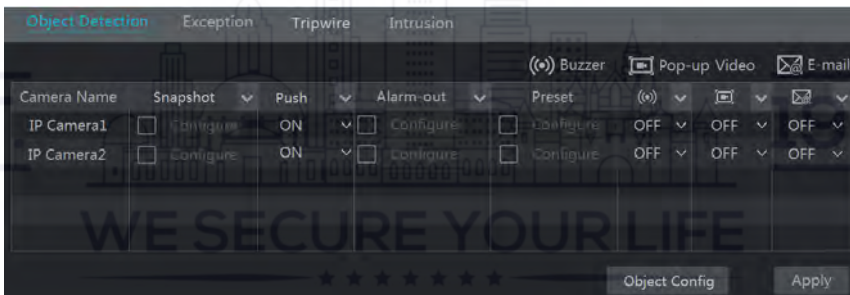 Object Detection Exception Tripwire Intrusion
Buzzer Pop-up Video E-mail
Camera Name Snapshot Push Alarm-out Preset
IP Camera1 Configure ON Configure Configure OFF OFF OFF
IP Camera2 Configure ON Configure Configure OFF OFF OFF
WE SECURE YOUR LIFE
Object Config Apply